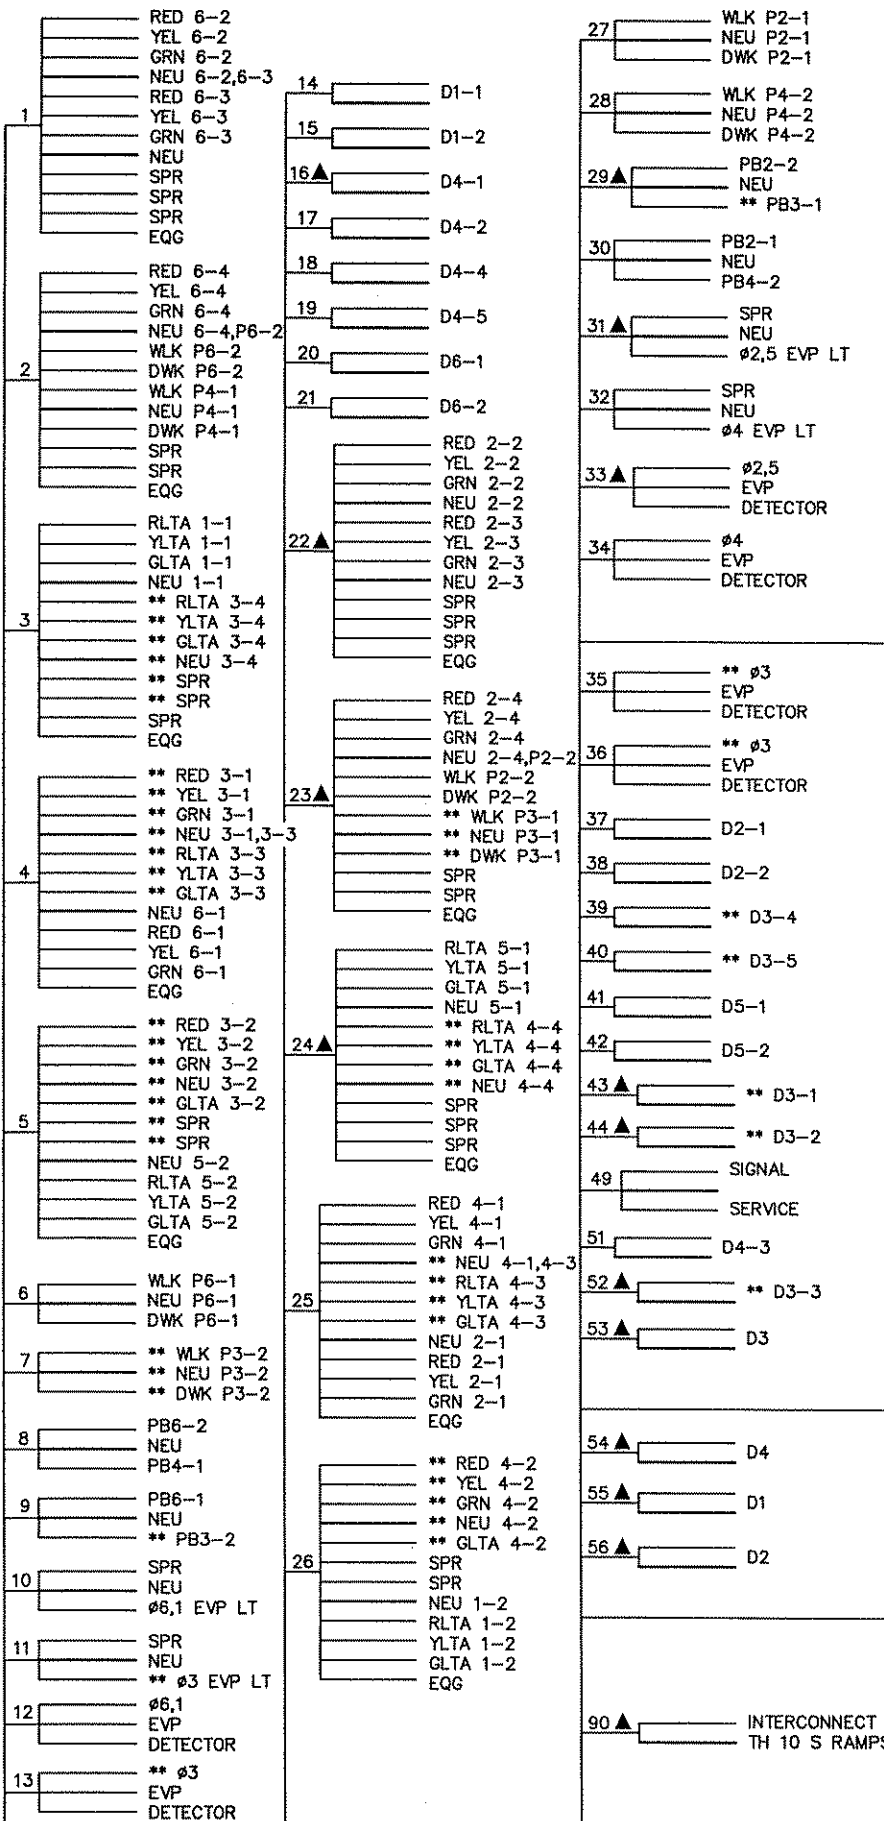 1
RED 6-2
YEL 6-2
GRN 6-2
NEU 6-2,6-3
RED 6-3
YEL 6-3
GRN 6-3
NEU
SPR
SPR
SPR
EQG
2
RED 6-4
YEL 6-4
GRN 6-4
NEU 6-4,P6-2
WLK P6-2
DWK P6-2
WLK P4-1
NEU P4-1
DWK P4-1
SPR
SPR
EQG
3
RLTA 1-1
YLTA 1-1
GLTA 1-1
NEU 1-1
** RLTA 3-4
** YLTA 3-4
** GLTA 3-4
** NEU 3-4
** SPR
** SPR
SPR
EQG
4
** RED 3-1
** YEL 3-1
** GRN 3-1
** NEU 3-1,3-3
** RLTA 3-3
** YLTA 3-3
** GLTA 3-3
NEU 6-1
RED 6-1
YEL 6-1
GRN 6-1
EQG
5
** RED 3-2
** YEL 3-2
** GRN 3-2
** NEU 3-2
** GLTA 3-2
** SPR
** SPR
NEU 5-2
RLTA 5-2
YLTA 5-2
GLTA 5-2
EQG
6
WLK P6-1
NEU P6-1
DWK P6-1
7
** WLK P3-2
** NEU P3-2
** DWK P3-2
8
PB6-2
NEU
PB4-1
9
PB6-1
NEU
** PB3-2
10
SPR
NEU
ø6,1 EVP LT
11
SPR
NEU
** ø3 EVP LT
12
ø6,1
EVP
DETECTOR
13
** ø3
EVP
DETECTOR
14 D1-1
15 D1-2
16▲ D4-1
17 D4-2
18 D4-4
19 D4-5
20 D6-1
21 D6-2
22▲
RED 2-2
YEL 2-2
GRN 2-2
NEU 2-2
RED 2-3
YEL 2-3
GRN 2-3
NEU 2-3
SPR
SPR
SPR
EQG
23▲
RED 2-4
YEL 2-4
GRN 2-4
NEU 2-4,P2-2
WLK P2-2
DWK P2-2
** WLK P3-1
** NEU P3-1
** DWK P3-1
SPR
SPR
EQG
24▲
RLTA 5-1
YLTA 5-1
GLTA 5-1
NEU 5-1
** RLTA 4-4
** YLTA 4-4
** GLTA 4-4
** NEU 4-4
SPR
SPR
SPR
EQG
25
RED 4-1
YEL 4-1
GRN 4-1
** NEU 4-1,4-3
** RLTA 4-3
** YLTA 4-3
** GLTA 4-3
NEU 2-1
RED 2-1
YEL 2-1
GRN 2-1
EQG
26
** RED 4-2
** YEL 4-2
** GRN 4-2
** NEU 4-2
** GLTA 4-2
SPR
SPR
NEU 1-2
RLTA 1-2
YLTA 1-2
GLTA 1-2
EQG
27
WLK P2-1
NEU P2-1
DWK P2-1
28
WLK P4-2
NEU P4-2
DWK P4-2
29▲
PB2-2
NEU
** PB3-1
30
PB2-1
NEU
PB4-2
31▲
SPR
NEU
ø2,5 EVP LT
32
SPR
NEU
ø4 EVP LT
33▲
ø2,5
EVP
DETECTOR
34
ø4
EVP
DETECTOR
35
** ø3
EVP
DETECTOR
36
** ø3
EVP
DETECTOR
37 D2-1
38 D2-2
39 ** D3-4
40 ** D3-5
41 D5-1
42 D5-2
43▲ ** D3-1
44▲ ** D3-2
49
SIGNAL
SERVICE
51 D4-3
52▲ ** D3-3
53▲ D3
54▲ D4
55▲ D1
56▲ D2
90▲
INTERCONNECT
TH 10 S RAMPS